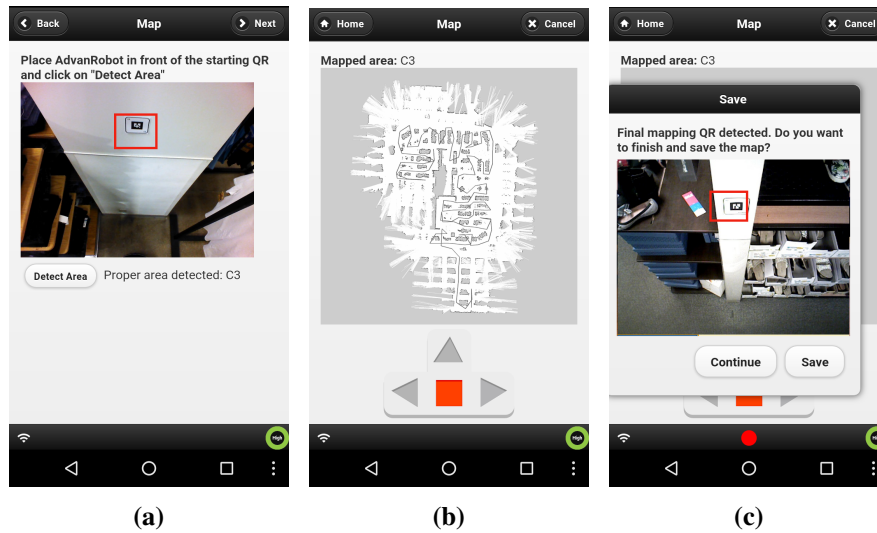 Back Map Next
Place AdvanRobot in front of the starting QR
and click on "Detect Area"
Detect Area Proper area detected: C3
High
(a)
Home Map Cancel
Mapped area: C3
High
(b)
Home Map Cancel
Mapped area: C3
Save
Final mapping QR detected. Do you want
to finish and save the map?
Continue Save
(c)